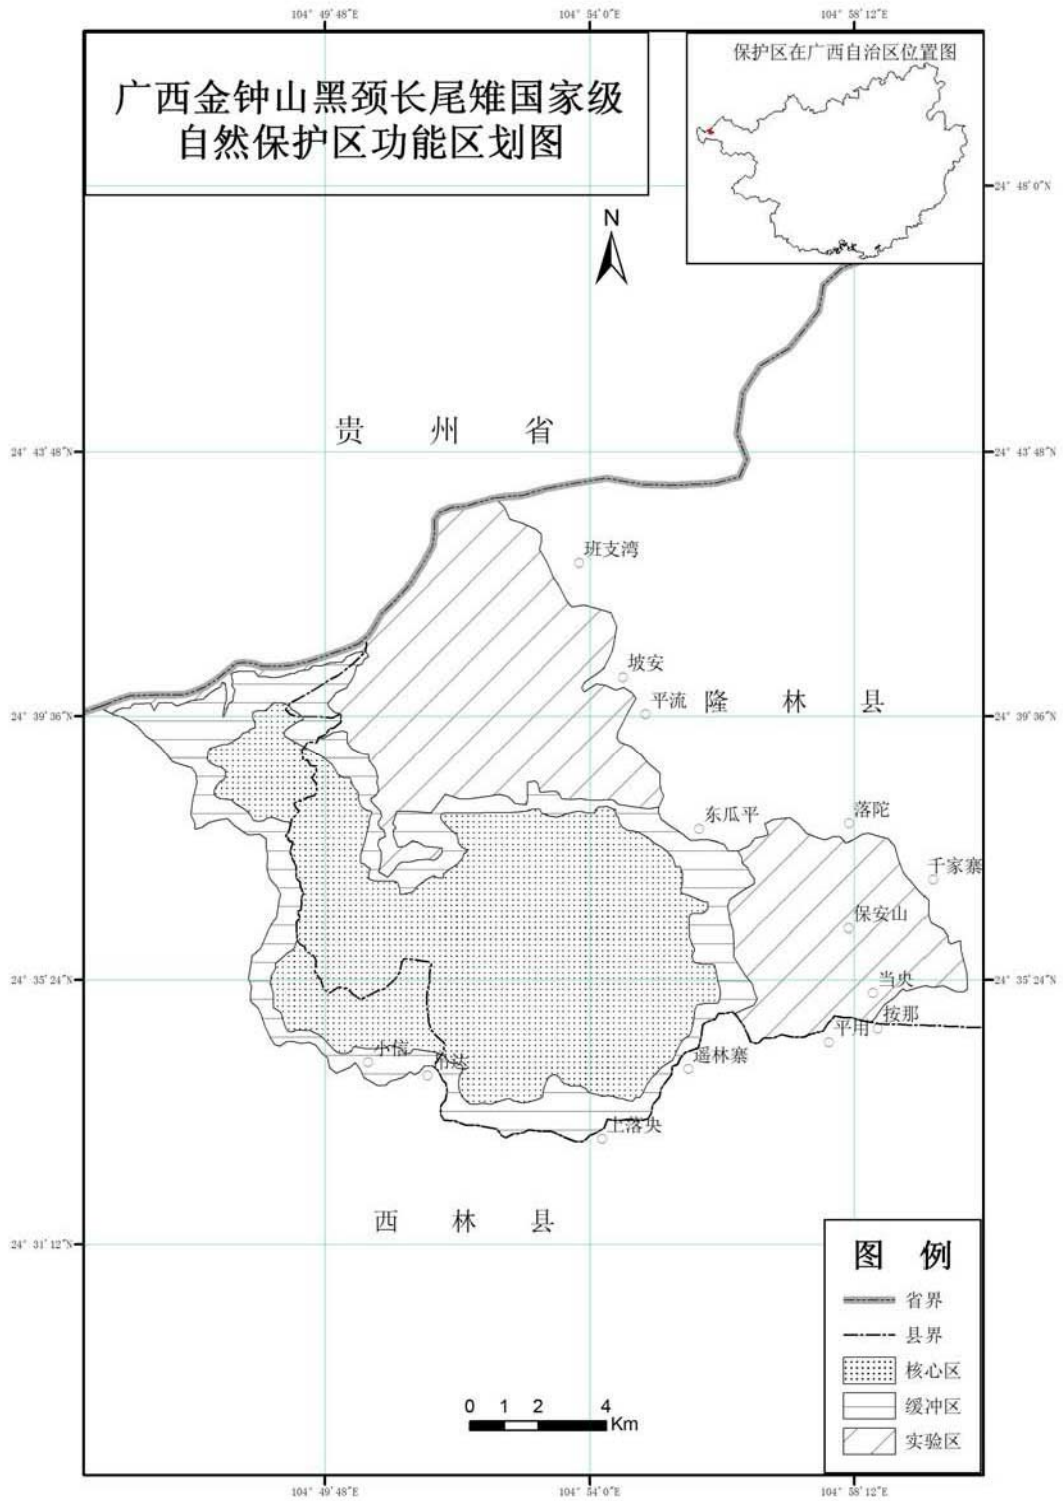 104° 49′48″E
104° 54′0″E
104° 58′12″E
广西金钟山黑颈长尾雉国家级
自然保护区功能区划图
保护区在广西自治区位置图
24° 48′0″N
N
贵州省
24° 43′48″N
24° 43′48″N
班支湾
坡安
平流
隆林县
24° 39′36″N
24° 39′36″N
东瓜平
落陀
千家寨
保安山
24° 35′24″N
24° 35′24″N
当央
按那
平用
小信
遥林寨
上落央
西林县
24° 31′12″N
图例
省界
县界
核心区
缓冲区
实验区
0 1 2 4
Km
104° 49′48″E
104° 54′0″E
104° 58′12″E